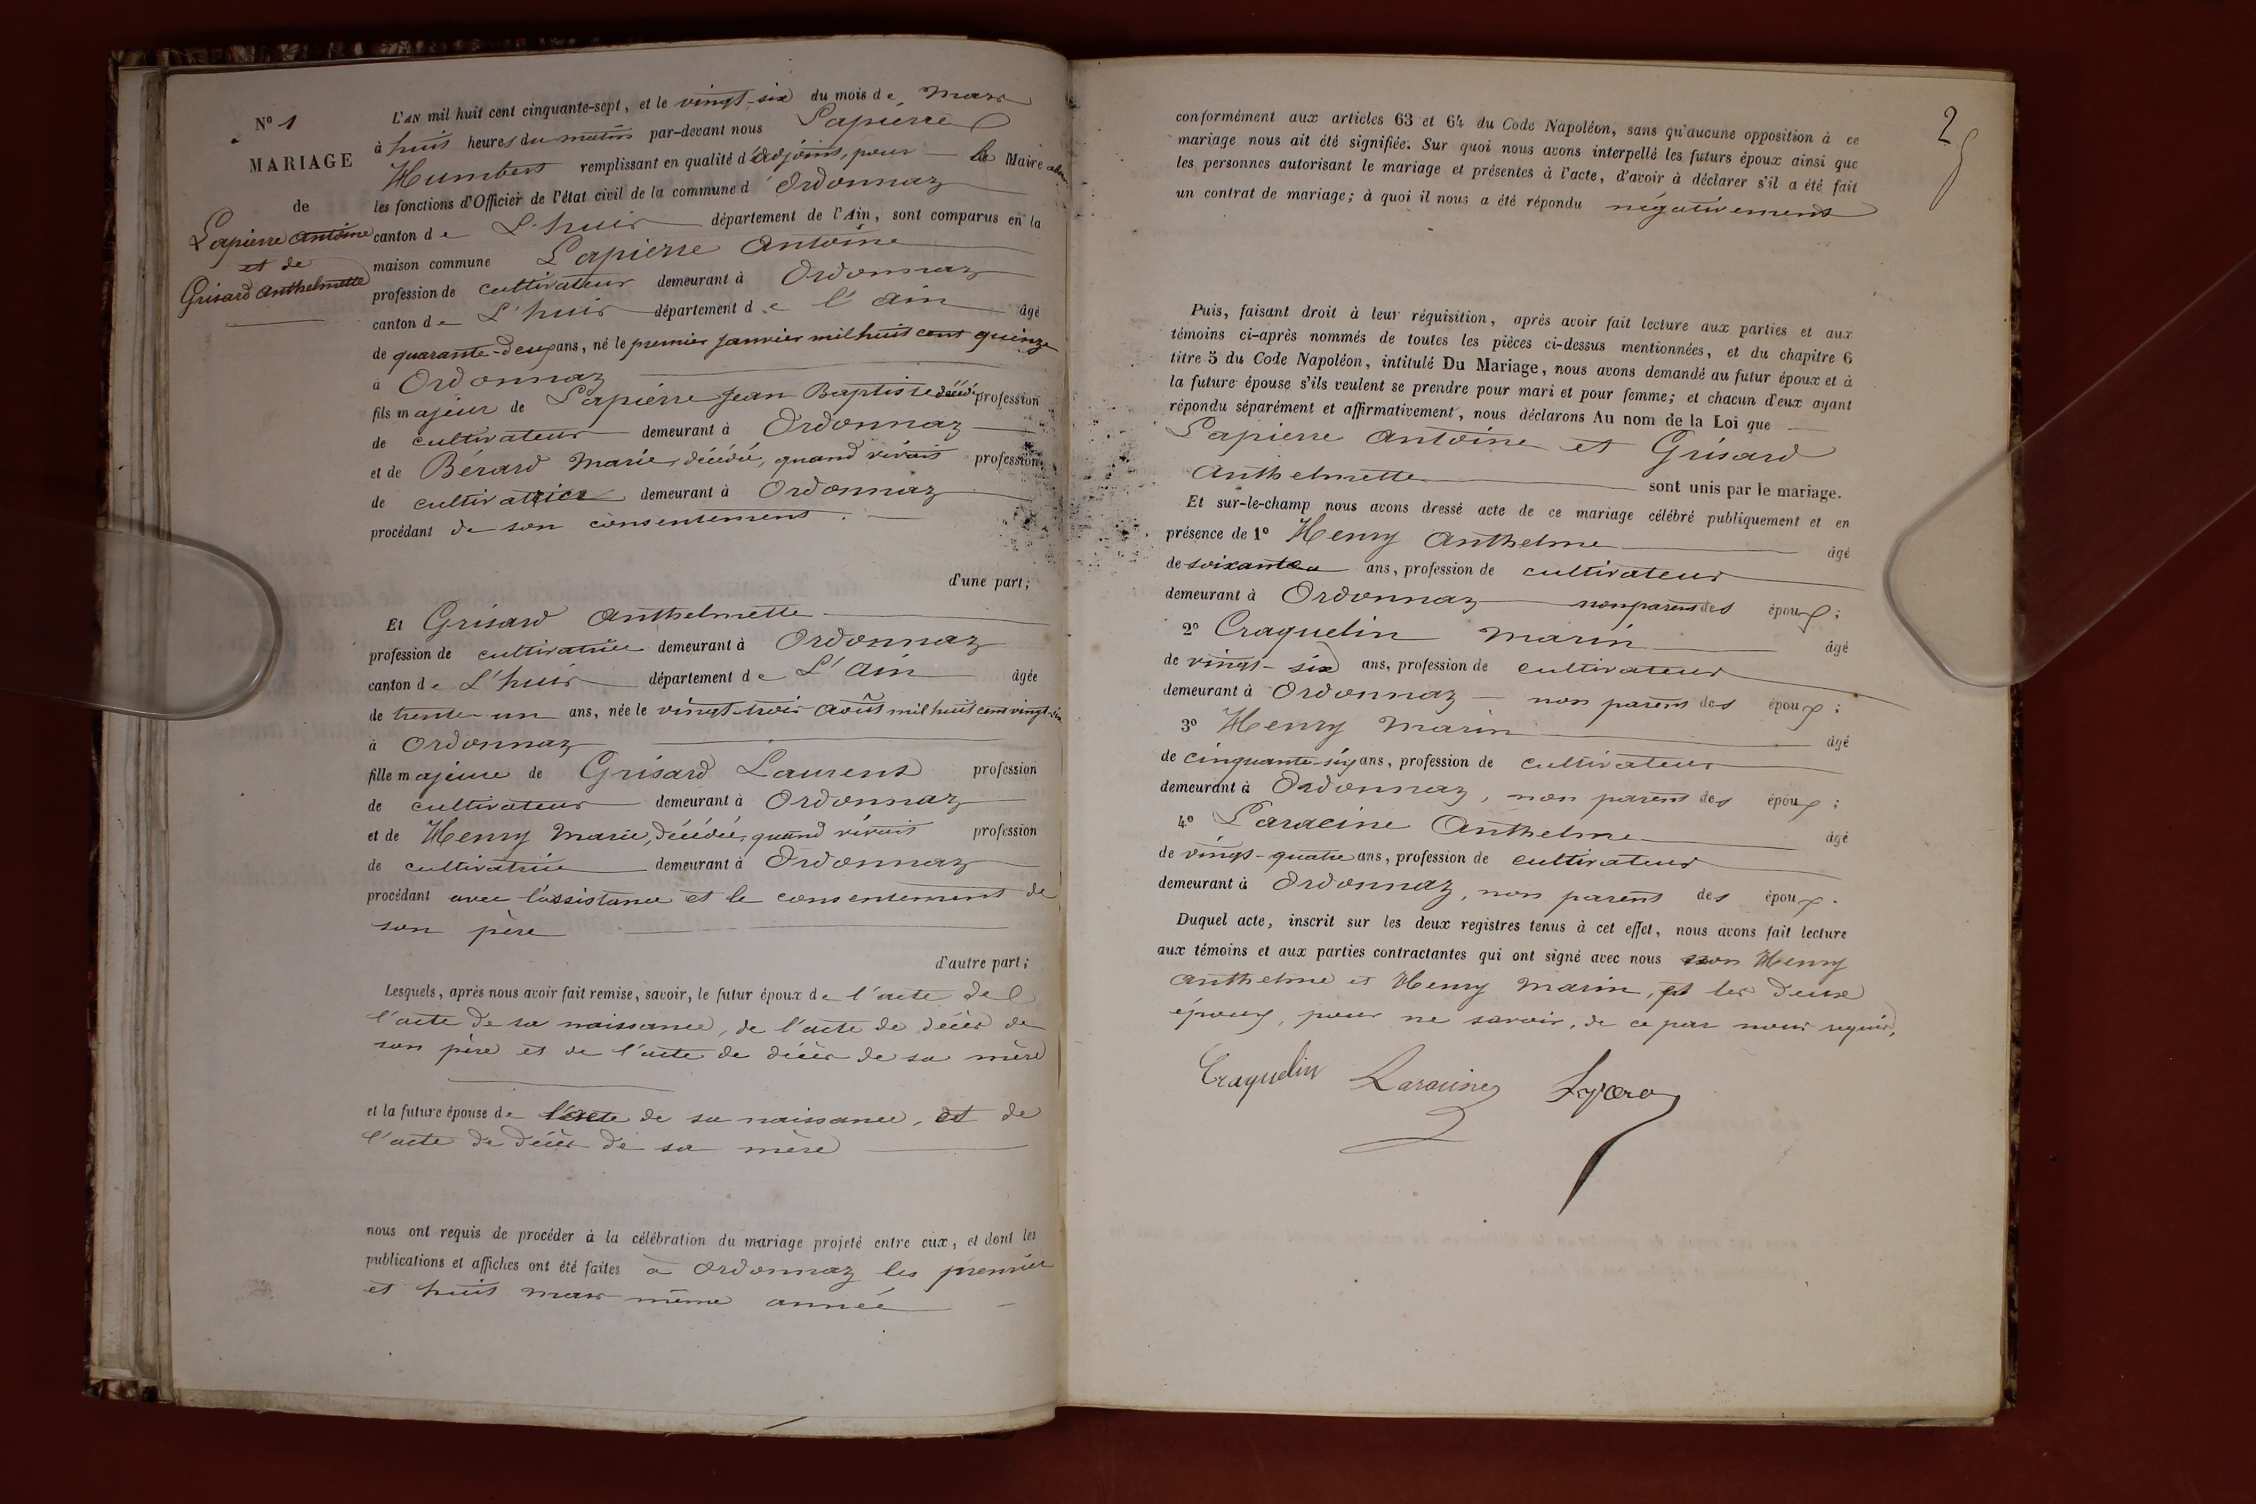 N° 1
MARIAGE
de
Lapierre Antoine
et de
Grisard Anthelmette
L'AN mil huit cent cinquante-sept, et le vingt-six du mois de Mars
à huit heures du matin par-devant nous Lapierre
Humbert remplissant en qualité d'adjoint, pour le Maire
les fonctions d'Officier de l'état civil de la commune d'Ordonnaz
canton de L'huis département de l'Ain, sont comparus en la
maison commune Lapierre Antoine
profession de cultivateur demeurant à Ordonnaz
canton de L'huis département de l'Ain âgé
de quarante-deux ans, né le premier janvier mil huit cent quinze
à Ordonnaz
fils majeur de Lapierre Jean Baptiste décédé profession
de cultivateur demeurant à Ordonnaz
et de Bérard Marie, décédée, quand vivait profession
de cultivatrice demeurant à Ordonnaz
procédant de son consentement.
d'une part;
Et Grisard Anthelmette
profession de cultivatrice demeurant à Ordonnaz
canton de L'huis département de L'Ain âgée
de trente-un ans, née le vingt-trois août mil huit cent vingt-
à Ordonnaz
fille majeure de Grisard Laurent profession
de cultivateur demeurant à Ordonnaz
et de Henry Marie, décédée, quand vivait profession
de cultivatrice demeurant à Ordonnaz
procédant avec l'assistance et le consentement de
son père
d'autre part;
Lesquels, après nous avoir fait remise, savoir, le futur époux de l'acte de
l'acte de sa naissance, de l'acte de décès de
son père et de l'acte de décès de sa mère
et la future épouse de l'acte de sa naissance, et de
l'acte de décès de sa mère
nous ont requis de procéder à la célébration du mariage projeté entre eux, et dont les
publications et affiches ont été faites à Ordonnaz les premier
et huit mars même année
2
conformément aux articles 63 et 64 du Code Napoléon, sans qu'aucune opposition à ce
mariage nous ait été signifiée. Sur quoi nous avons interpellé les futurs époux ainsi que
les personnes autorisant le mariage et présentes à l'acte, d'avoir à déclarer s'il a été fait
un contrat de mariage; à quoi il nous a été répondu négativement
Puis, faisant droit à leur réquisition, après avoir fait lecture aux parties et aux
témoins ci-après nommés de toutes les pièces ci-dessus mentionnées, et du chapitre 6
titre 5 du Code Napoléon, intitulé Du Mariage, nous avons demandé au futur époux et à
la future épouse s'ils veulent se prendre pour mari et pour femme; et chacun d'eux ayant
répondu séparément et affirmativement, nous déclarons Au nom de la Loi que
Lapierre Antoine et Grisard
Anthelmette sont unis par le mariage.
Et sur-le-champ nous avons dressé acte de ce mariage célébré publiquement et en
présence de 1° Henry Anthelme âgé
de soixante ans, profession de cultivateur
demeurant à Ordonnaz non parent des époux;
2° Craquelin Marin âgé
de vingt-six ans, profession de cultivateur
demeurant à Ordonnaz non parent des époux;
3° Henry Marin âgé
de cinquante-six ans, profession de cultivateur
demeurant à Ordonnaz, non parent des époux;
4° Laracine Anthelme âgé
de vingt-quatre ans, profession de cultivateur
demeurant à Ordonnaz, non parent des époux.
Duquel acte, inscrit sur les deux registres tenus à cet effet, nous avons fait lecture
aux témoins et aux parties contractantes qui ont signé avec nous non Henry
Anthelme et Henry Marin, et les deux
époux, pour ne savoir, de ce par nous requis,
Craquelin Laracine